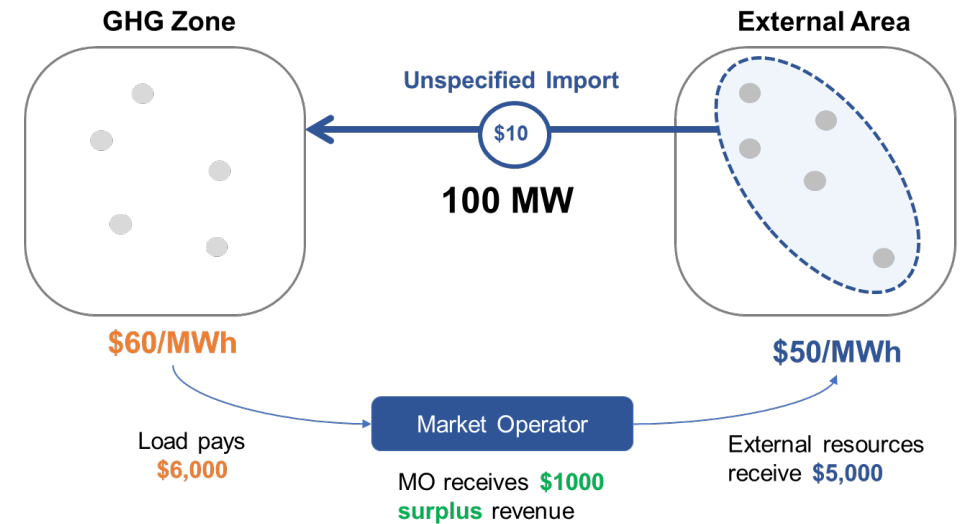 GHG Zone
External Area
Unspecified Import
$10
100 MW
$60/MWh
$50/MWh
Market Operator
Load pays
$6,000
External resources
receive $5,000
MO receives $1000
surplus revenue